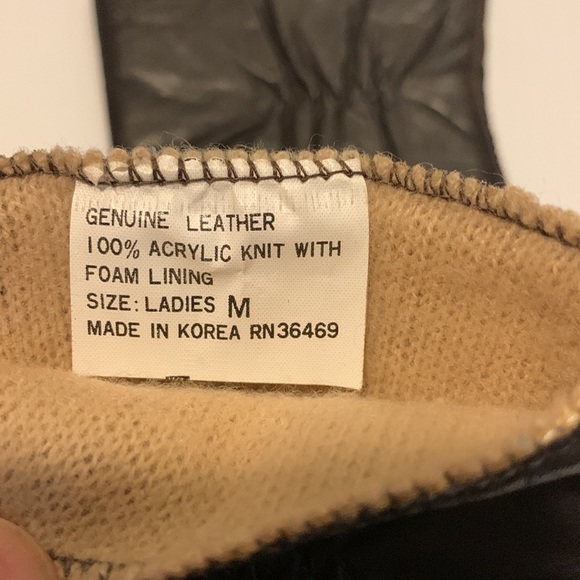 GENUINE LEATHER
100% ACRYLIC KNIT WITH
FOAM LINING
SIZE: LADIES M
MADE IN KOREA RN36469